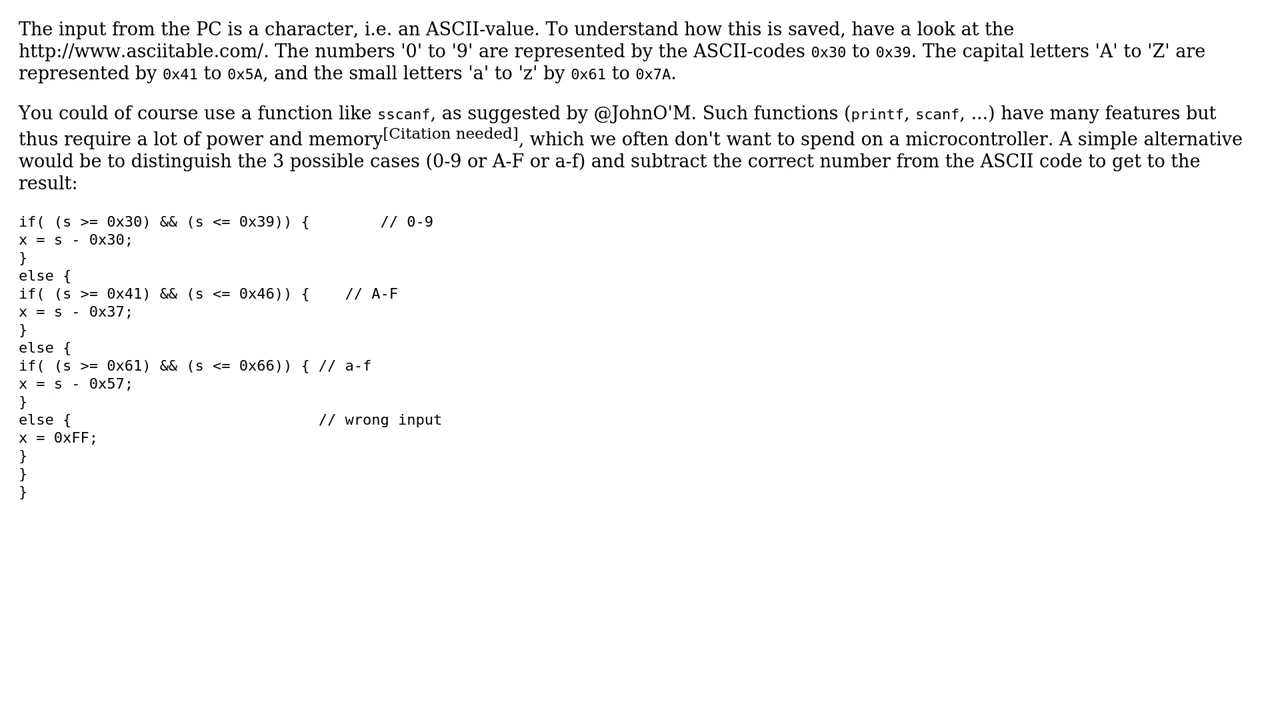 The input from the PC is a character, i.e. an ASCII-value. To understand how this is saved, have a look at the
http://www.asciitable.com/. The numbers '0' to '9' are represented by the ASCII-codes 0x30 to 0x39. The capital letters 'A' to 'Z' are
represented by 0x41 to 0x5A, and the small letters 'a' to 'z' by 0x61 to 0x7A.
You could of course use a function like sscanf, as suggested by @JohnO'M. Such functions (printf, scanf, ...) have many features but
thus require a lot of power and memory[Citation needed], which we often don't want to spend on a microcontroller. A simple alternative
would be to distinguish the 3 possible cases (0-9 or A-F or a-f) and subtract the correct number from the ASCII code to get to the
result:
if( (s >= 0x30) && (s <= 0x39)) {        // 0-9
x = s - 0x30;
}
else {
if( (s >= 0x41) && (s <= 0x46)) {    // A-F
x = s - 0x37;
}
else {
if( (s >= 0x61) && (s <= 0x66)) { // a-f
x = s - 0x57;
}
else {                            // wrong input
x = 0xFF;
}
}
}